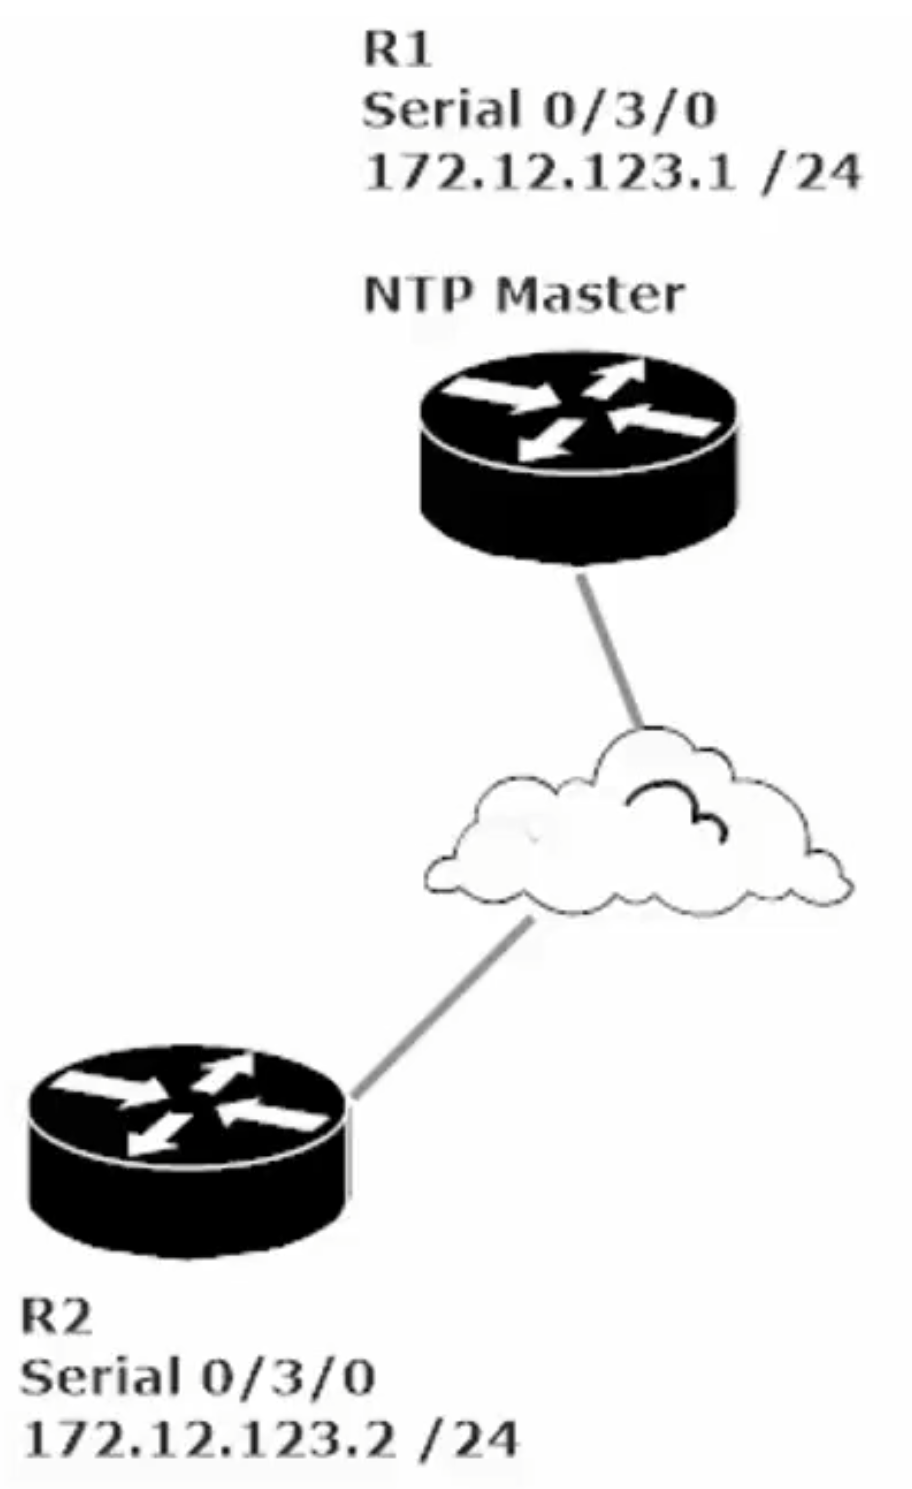 R1
Serial 0/3/0
172.12.123.1 /24
NTP Master
R2
Serial 0/3/0
172.12.123.2 /24